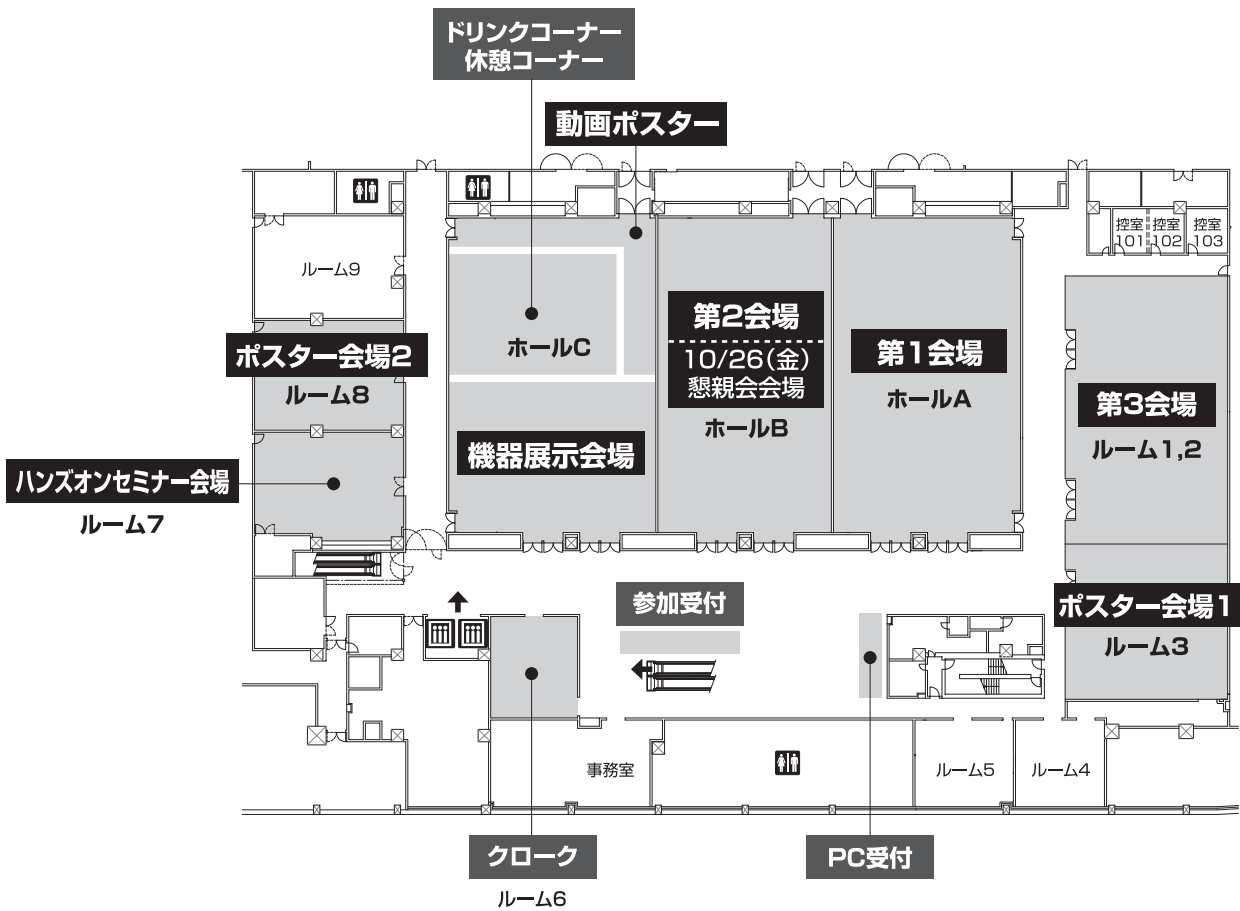 ドリンクコーナー
休憩コーナー
動画ポスター
控室
101
控室
102
控室
103
ルーム9
ホールC
第2会場
10/26(金)
懇親会会場
ホールB
第1会場
ホールA
ポスター会場2
ルーム8
第3会場
ルーム1,2
機器展示会場
ハンズオンセミナー会場
ルーム7
参加受付
ポスター会場1
ルーム3
事務室
ルーム5
ルーム4
クローク
ルーム6
PC受付